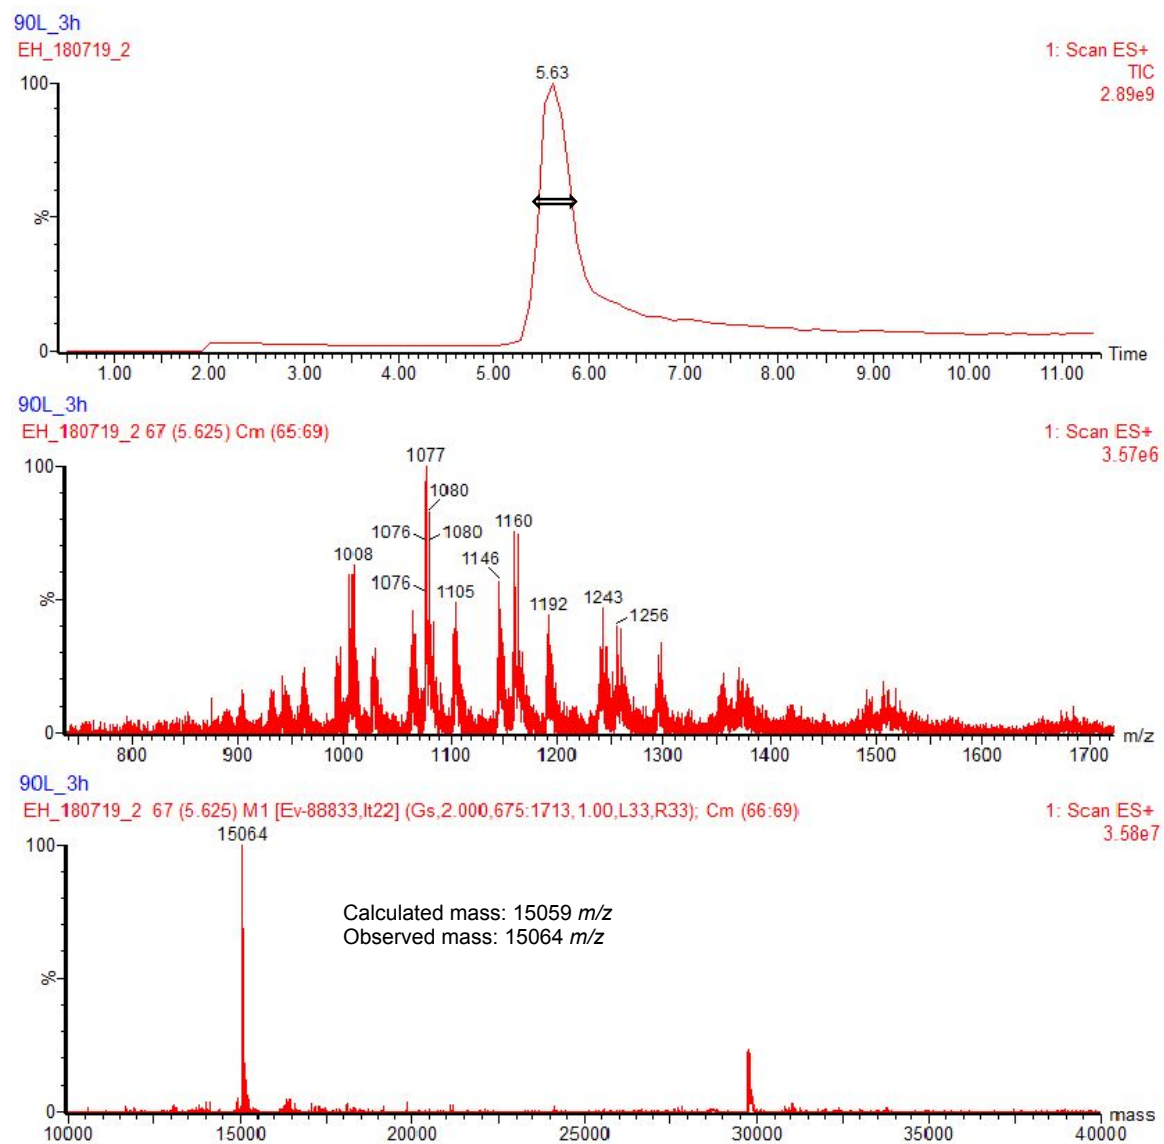 90L_3h
EH_180719_2
1: Scan ES+
TIC
2.89e9
5.63
100
%
0
1.00 2.00 3.00 4.00 5.00 6.00 7.00 8.00 9.00 10.00 11.00
Time
90L_3h
EH_180719_2 67 (5.625) Cm (65:69)
1: Scan ES+
3.57e6
1077
100
1080
1076 1080 1160
1008 1146
1076 1105 1192 1243 1256
%
0
800 900 1000 1100 1200 1300 1400 1500 1600 1700
m/z
90L_3h
EH_180719_2 67 (5.625) M1 [Ev-88833,It22] (Gs,2.000,675:1713,1.00,L33,R33); Cm (66:69)
1: Scan ES+
3.58e7
15064
100
Calculated mass: 15059 m/z
Observed mass: 15064 m/z
%
0
10000 15000 20000 25000 30000 35000 40000
mass